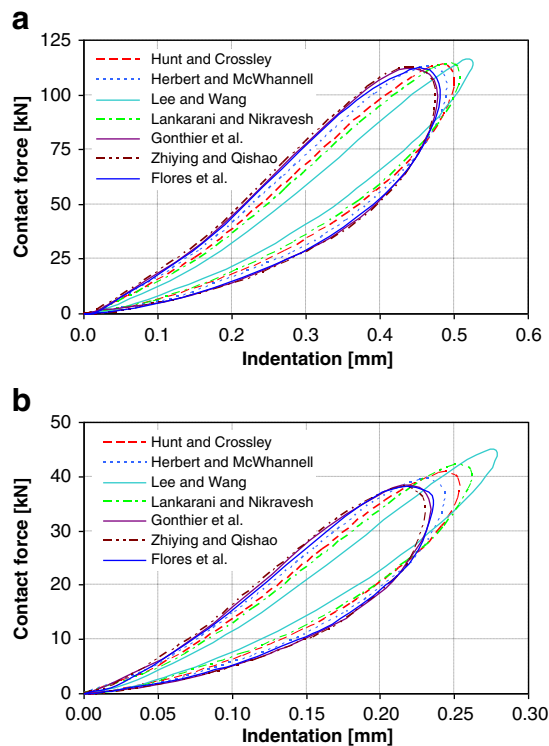 a
125
100
75
50
25
0
Contact force [kN]
Hunt and Crossley
Herbert and McWhannell
Lee and Wang
Lankarani and Nikravesh
Gonthier et al.
Zhiying and Qishao
Flores et al.
0.0 0.1 0.2 0.3 0.4 0.5 0.6
Indentation [mm]
b
50
40
30
20
10
0
Contact force [kN]
Hunt and Crossley
Herbert and McWhannell
Lee and Wang
Lankarani and Nikravesh
Gonthier et al.
Zhiying and Qishao
Flores et al.
0.00 0.05 0.10 0.15 0.20 0.25 0.30
Indentation [mm]